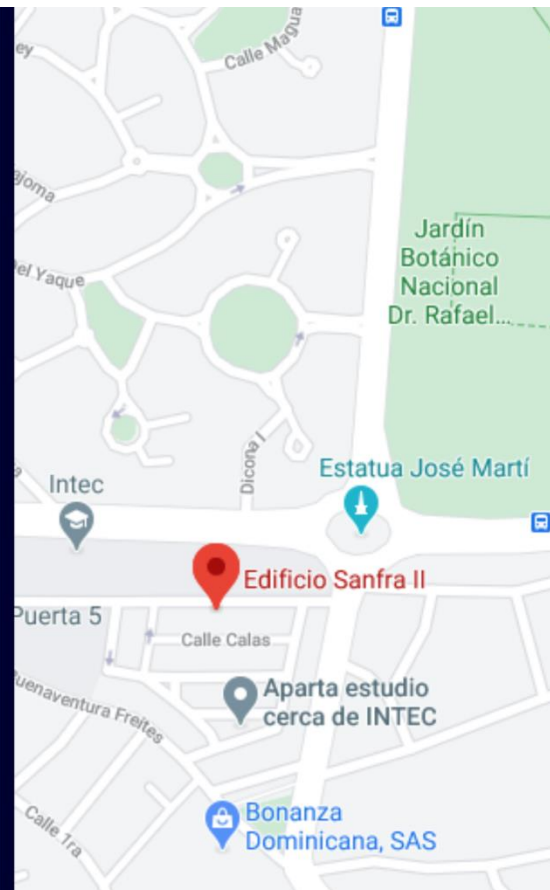 Calle Magua
ey
ajoma
Jardín
Botánico
Nacional
Dr. Rafael...
el Yaque
Dicona I
Estatua José Martí
Intec
Edificio Sanfra II
Puerta 5
Calle Calas
Aparta estudio
cerca de INTEC
uenaventura Freites
Calle 1ra
Bonanza
Dominicana, SAS